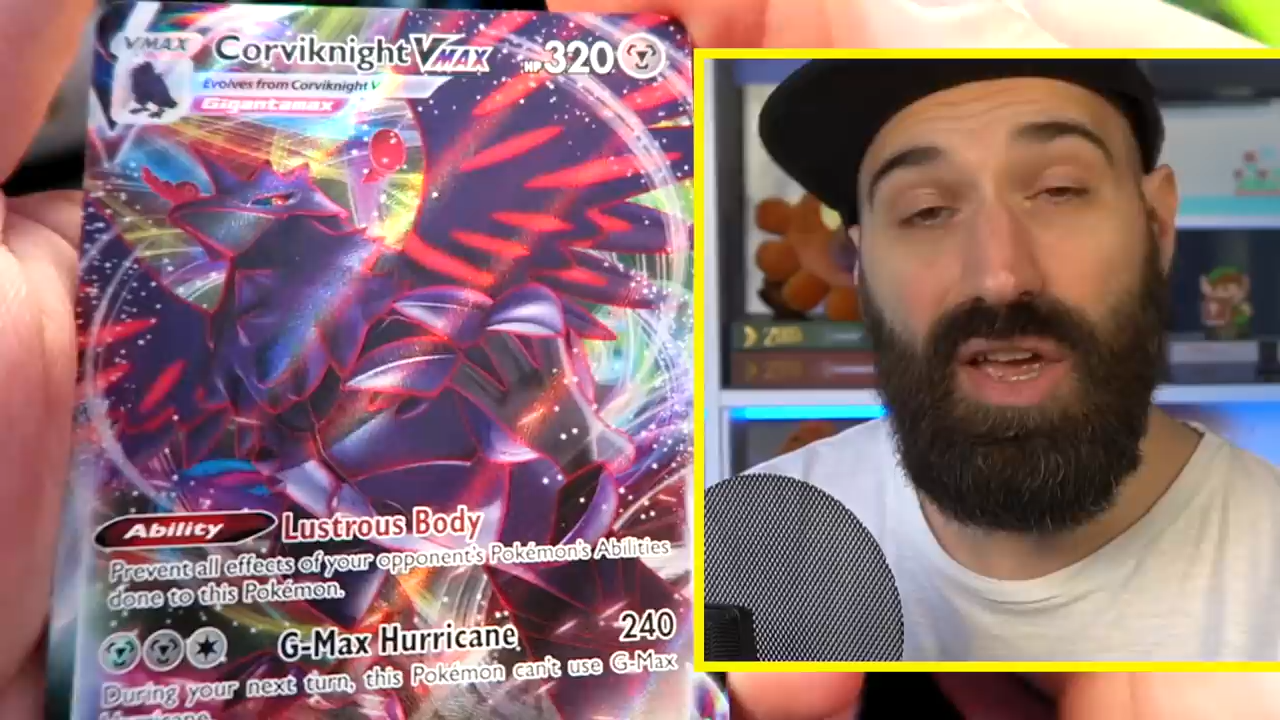 VMAX Corviknight VMAX HP 320
Evolves from Corviknight V
Gigantamax
Ability Lustrous Body
Prevent all effects of your opponent's Pokémon's Abilities
done to this Pokémon.
G-Max Hurricane 240
During your next turn, this Pokémon can't use G-Max
Hurricane.